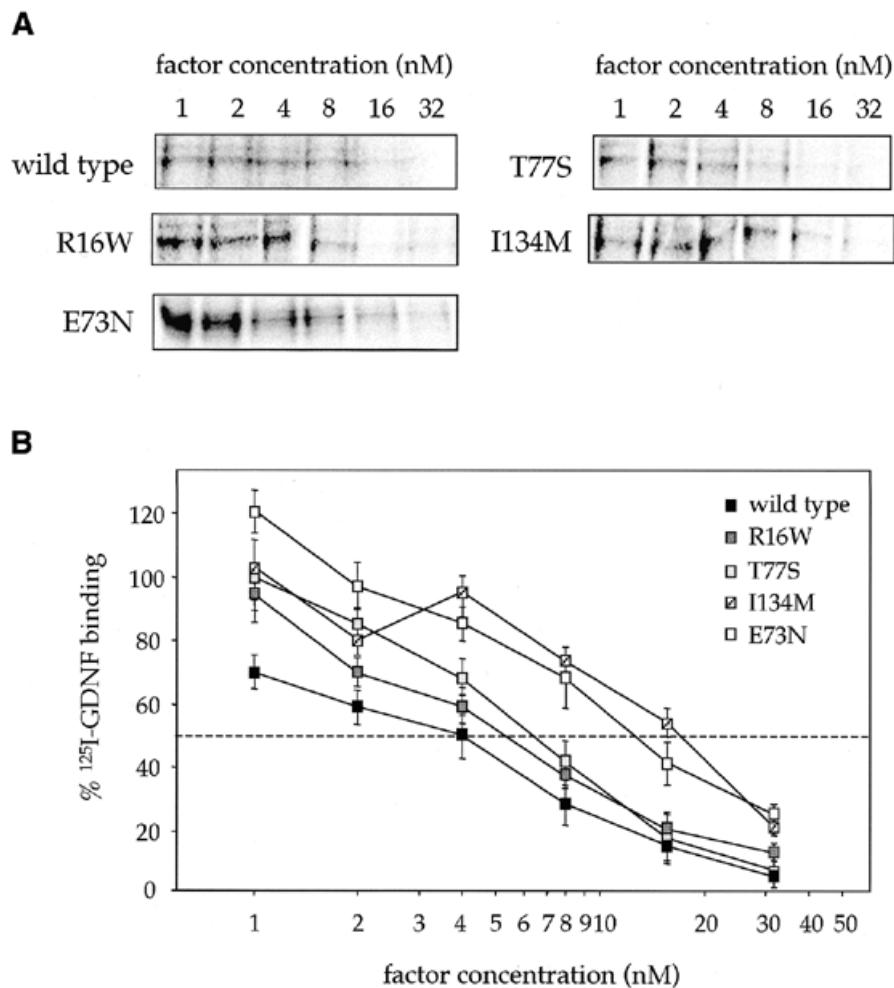 A
factor concentration (nM)
1 2 4 8 16 32
wild type
R16W
E73N
factor concentration (nM)
1 2 4 8 16 32
T77S
I134M
B
% ¹²⁵I-GDNF binding
120
100
80
60
40
20
0
wild type
R16W
T77S
I134M
E73N
1 2 3 4 5 6 7 8 9 10 20 30 40 50
factor concentration (nM)